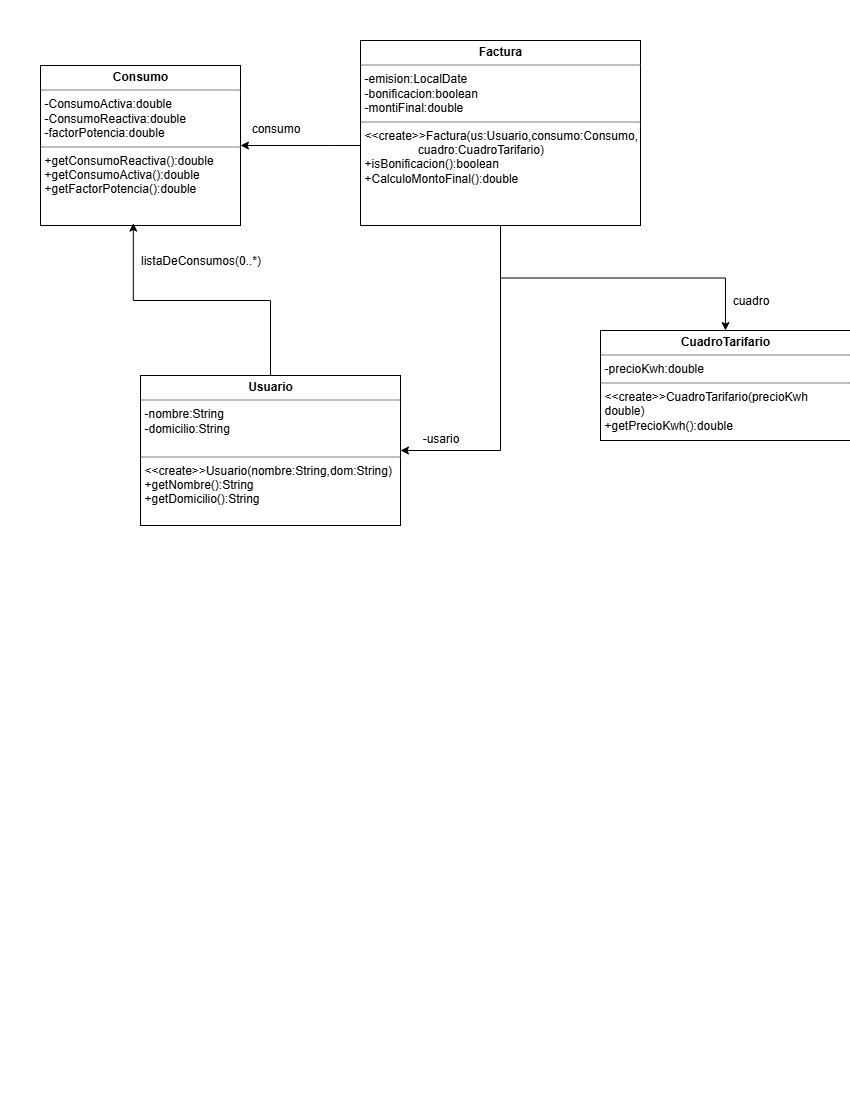 Consumo
-ConsumoActiva:double
-ConsumoReactiva:double
-factorPotencia:double
+getConsumoReactiva():double
+getConsumoActiva():double
+getFactorPotencia():double
consumo
Factura
-emision:LocalDate
-bonificacion:boolean
-montiFinal:double
<<create>>Factura(us:Usuario,consumo:Consumo,
cuadro:CuadroTarifario)
+isBonificacion():boolean
+CalculoMontoFinal():double
listaDeConsumos(0..*)
cuadro
CuadroTarifario
-precioKwh:double
<<create>>CuadroTarifario(precioKwh
double)
+getPrecioKwh():double
Usuario
-nombre:String
-domicilio:String
<<create>>Usuario(nombre:String,dom:String)
+getNombre():String
+getDomicilio():String
-usario